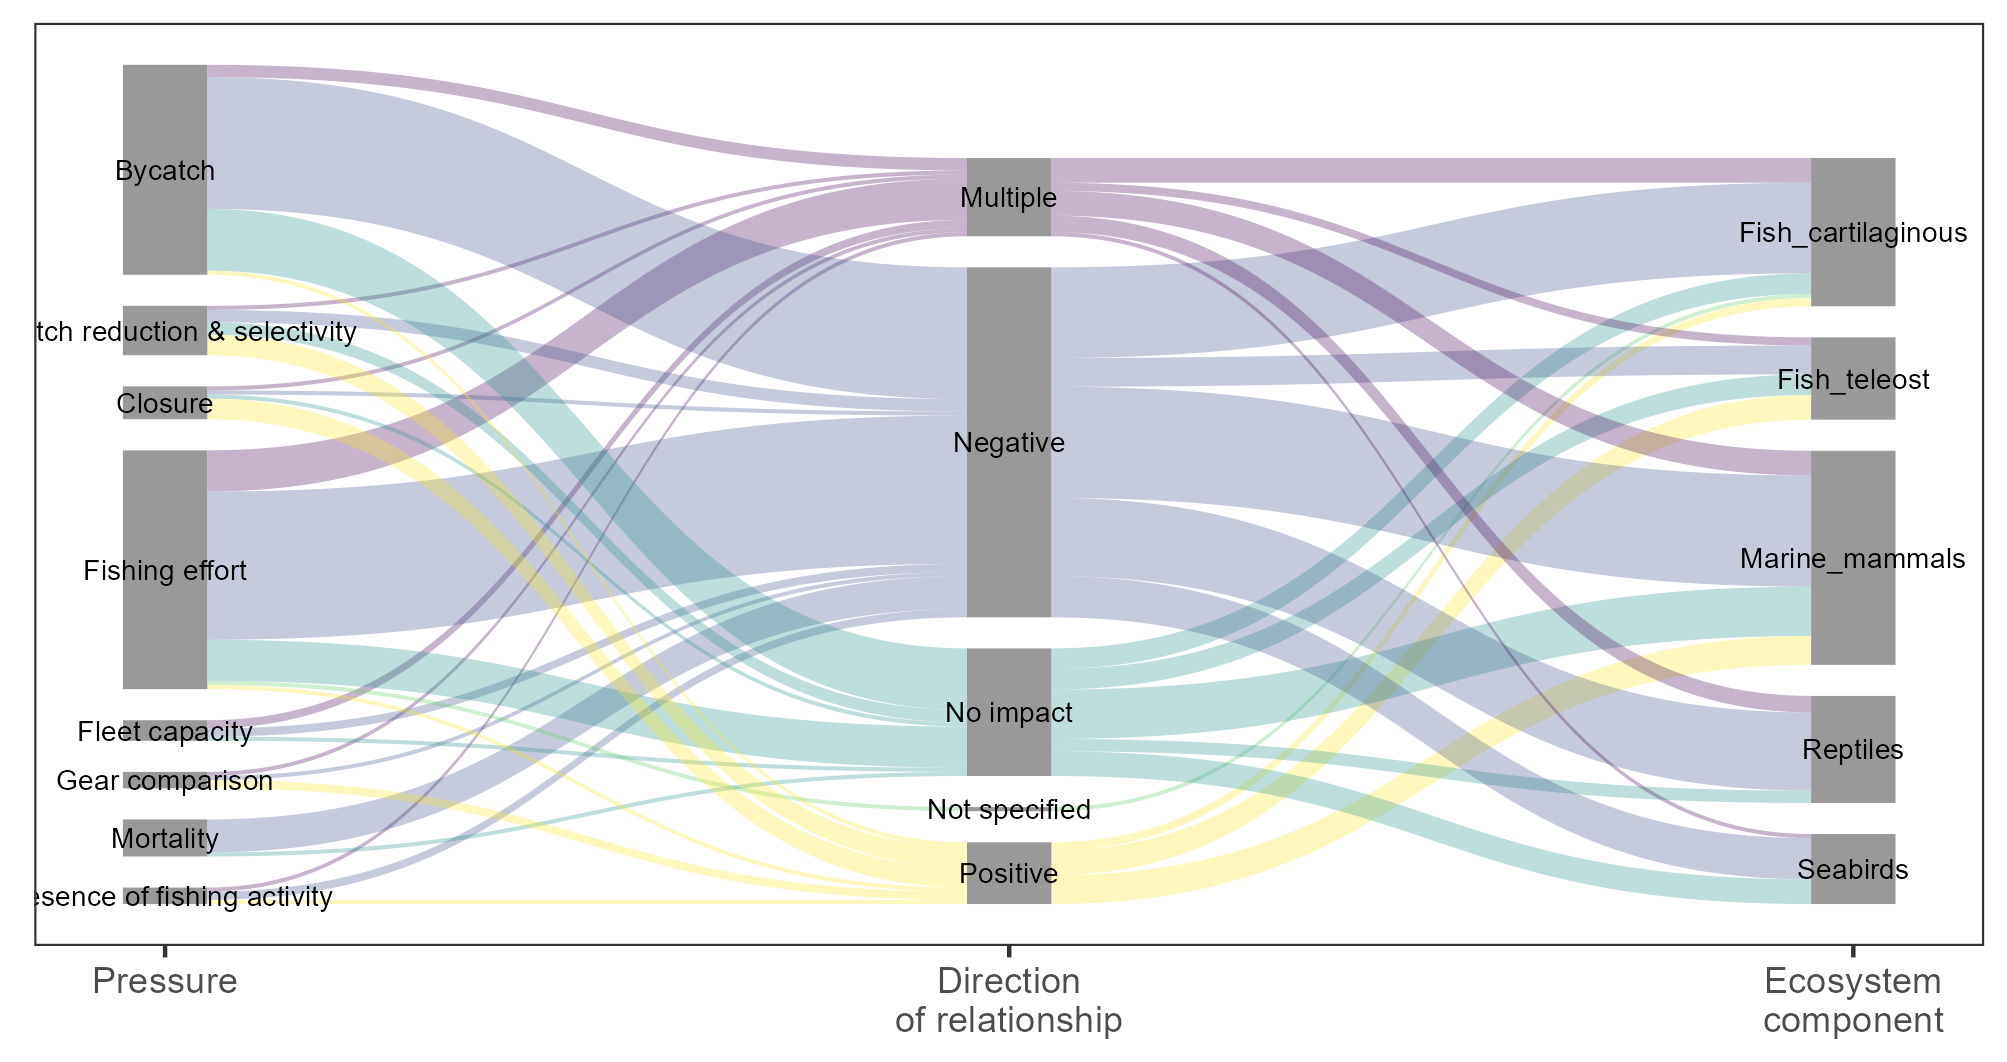 Bycatch
tch reduction & selectivity
Closure
Fishing effort
Fleet capacity
Gear comparison
Mortality
esence of fishing activity
Multiple
Negative
No impact
Not specified
Positive
Fish_cartilaginous
Fish_teleost
Marine_mammals
Reptiles
Seabirds
Pressure
Direction
of relationship
Ecosystem
component